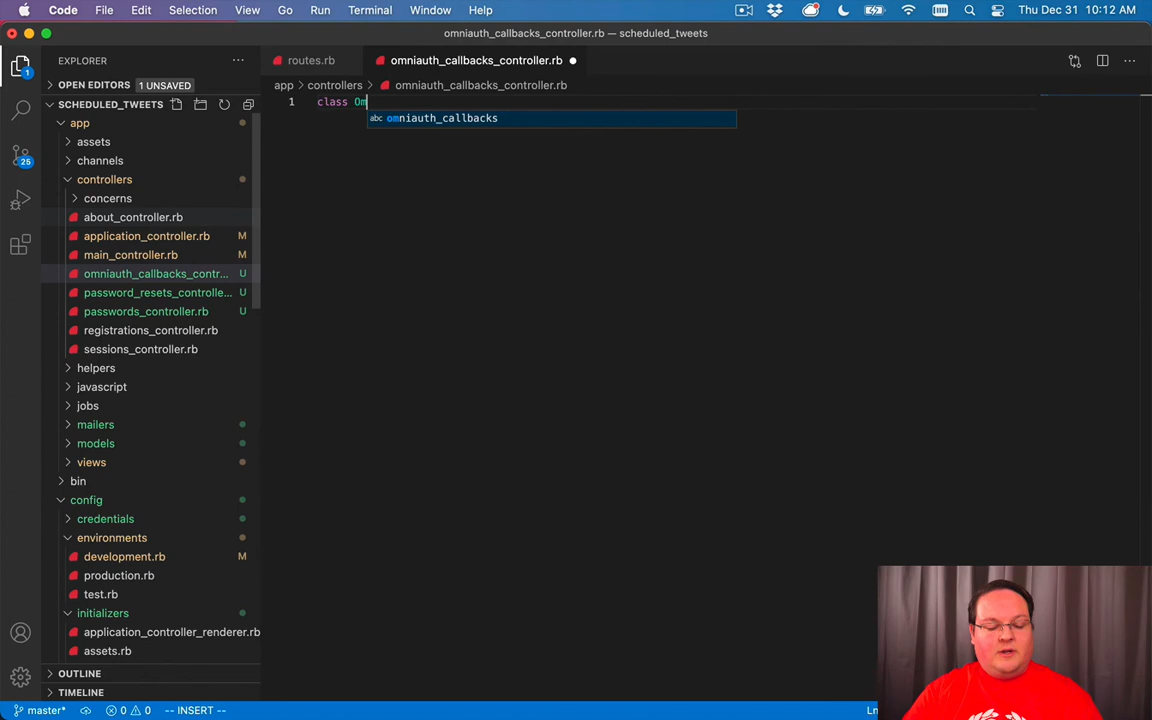 Code File Edit Selection View Go Run Terminal Window Help Thu Dec 31 10:12 AM
omniauth_callbacks_controller.rb — scheduled_tweets
EXPLORER
routes.rb
omniauth_callbacks_controller.rb
OPEN EDITORS 1 UNSAVED
app > controllers > omniauth_callbacks_controller.rb
SCHEDULED_TWEETS
1 class Om
omniauth_callbacks
app
assets
channels
controllers
concerns
about_controller.rb
application_controller.rb M
main_controller.rb M
omniauth_callbacks_contr... U
password_resets_controlle... U
passwords_controller.rb U
registrations_controller.rb
sessions_controller.rb
helpers
javascript
jobs
mailers
models
views
bin
config
credentials
environments
development.rb M
production.rb
test.rb
initializers
application_controller_renderer.rb
assets.rb
OUTLINE
TIMELINE
1
25
master* 0 0 -- INSERT -- Ln